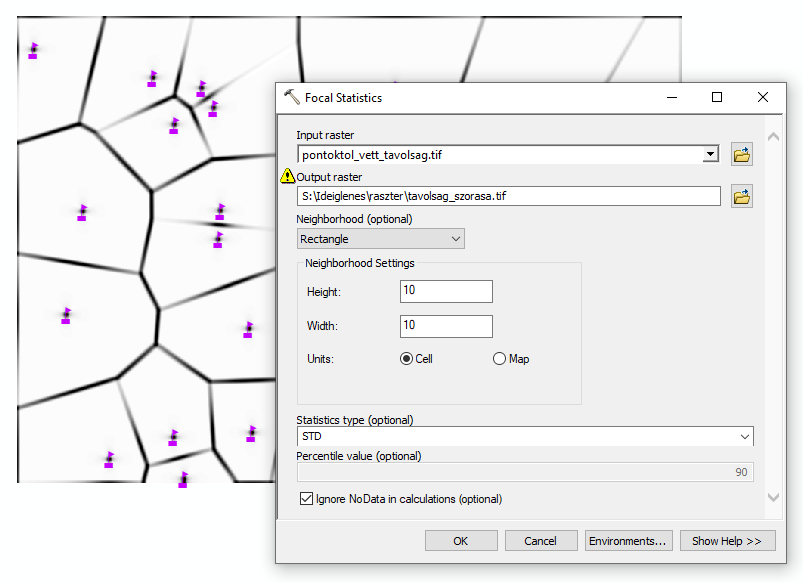 Focal Statistics
Input raster
pontoktol_vett_tavolsag.tif
Output raster
S:\Ideiglenes\raszter\tavolsag_szorasa.tif
Neighborhood (optional)
Rectangle
Neighborhood Settings
Height: 10
Width: 10
Units: Cell Map
Statistics type (optional)
STD
Percentile value (optional)
90
Ignore NoData in calculations (optional)
OK Cancel Environments... Show Help >>